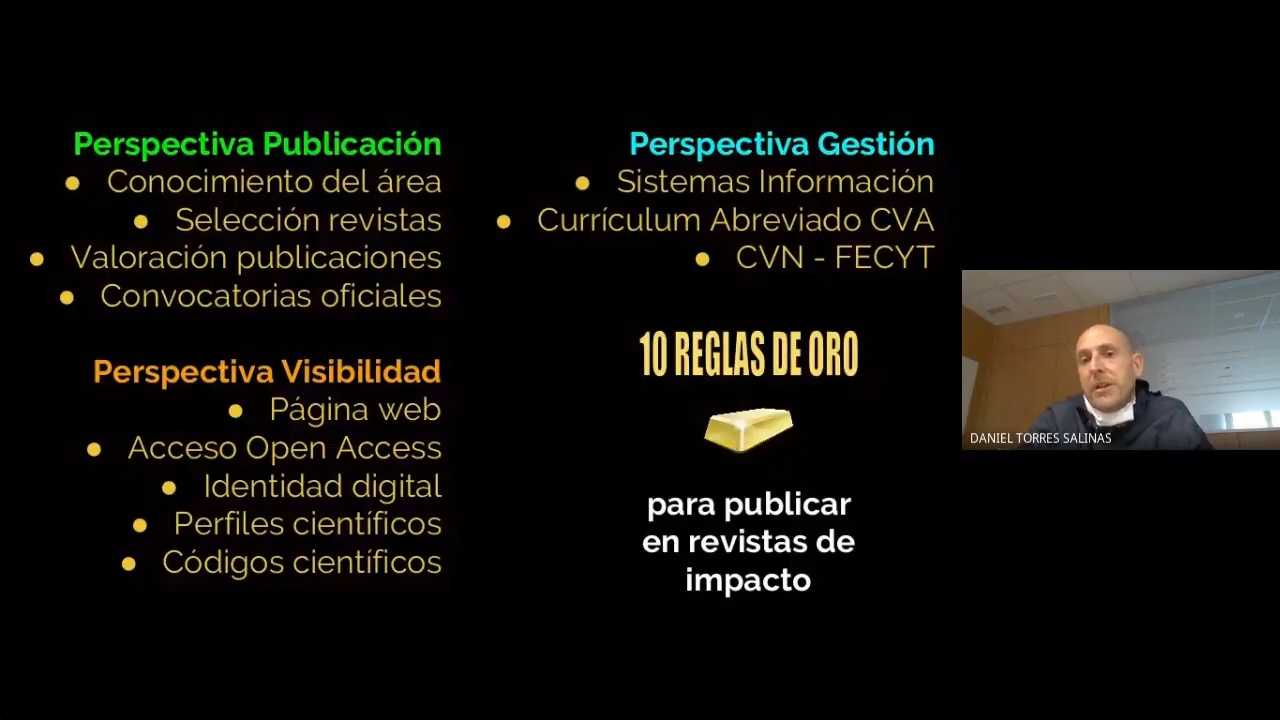 Perspectiva Publicación
● Conocimiento del área
● Selección revistas
● Valoración publicaciones
● Convocatorias oficiales
Perspectiva Visibilidad
● Página web
● Acceso Open Access
● Identidad digital
● Perfiles científicos
● Códigos científicos
Perspectiva Gestión
● Sistemas Información
● Currículum Abreviado CVA
● CVN - FECYT
10 REGLAS DE ORO
para publicar
en revistas de
impacto
DANIEL TORRES SALINAS